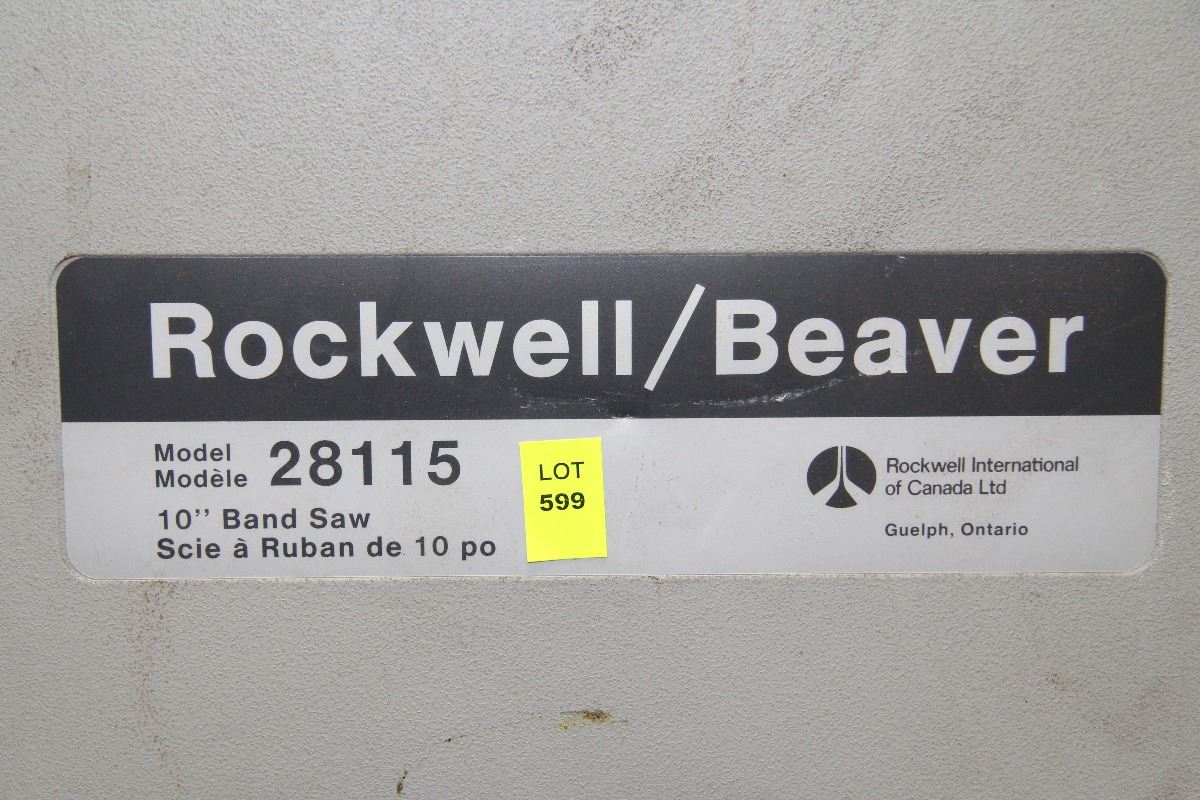 Rockwell/Beaver
Model
Modèle 28115
10'' Band Saw
Scie à Ruban de 10 po
LOT
599
Rockwell International
of Canada Ltd
Guelph, Ontario